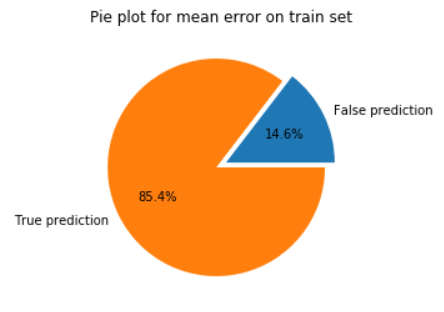 Pie plot for mean error on train set
False prediction
14.6%
85.4%
True prediction